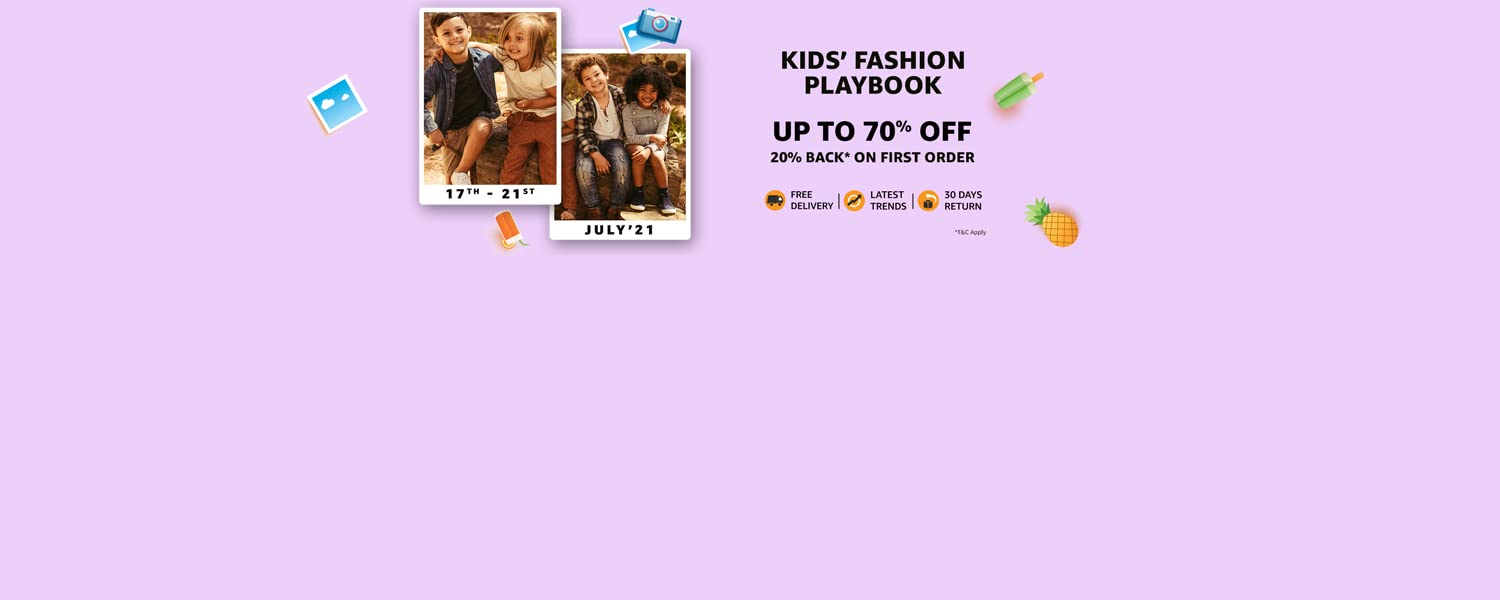 17TH - 21ST
JULY’21
KIDS’ FASHION
PLAYBOOK
UP TO 70% OFF
20% BACK* ON FIRST ORDER
FREE
DELIVERY
LATEST
TRENDS
30 DAYS
RETURN
*T&C Apply